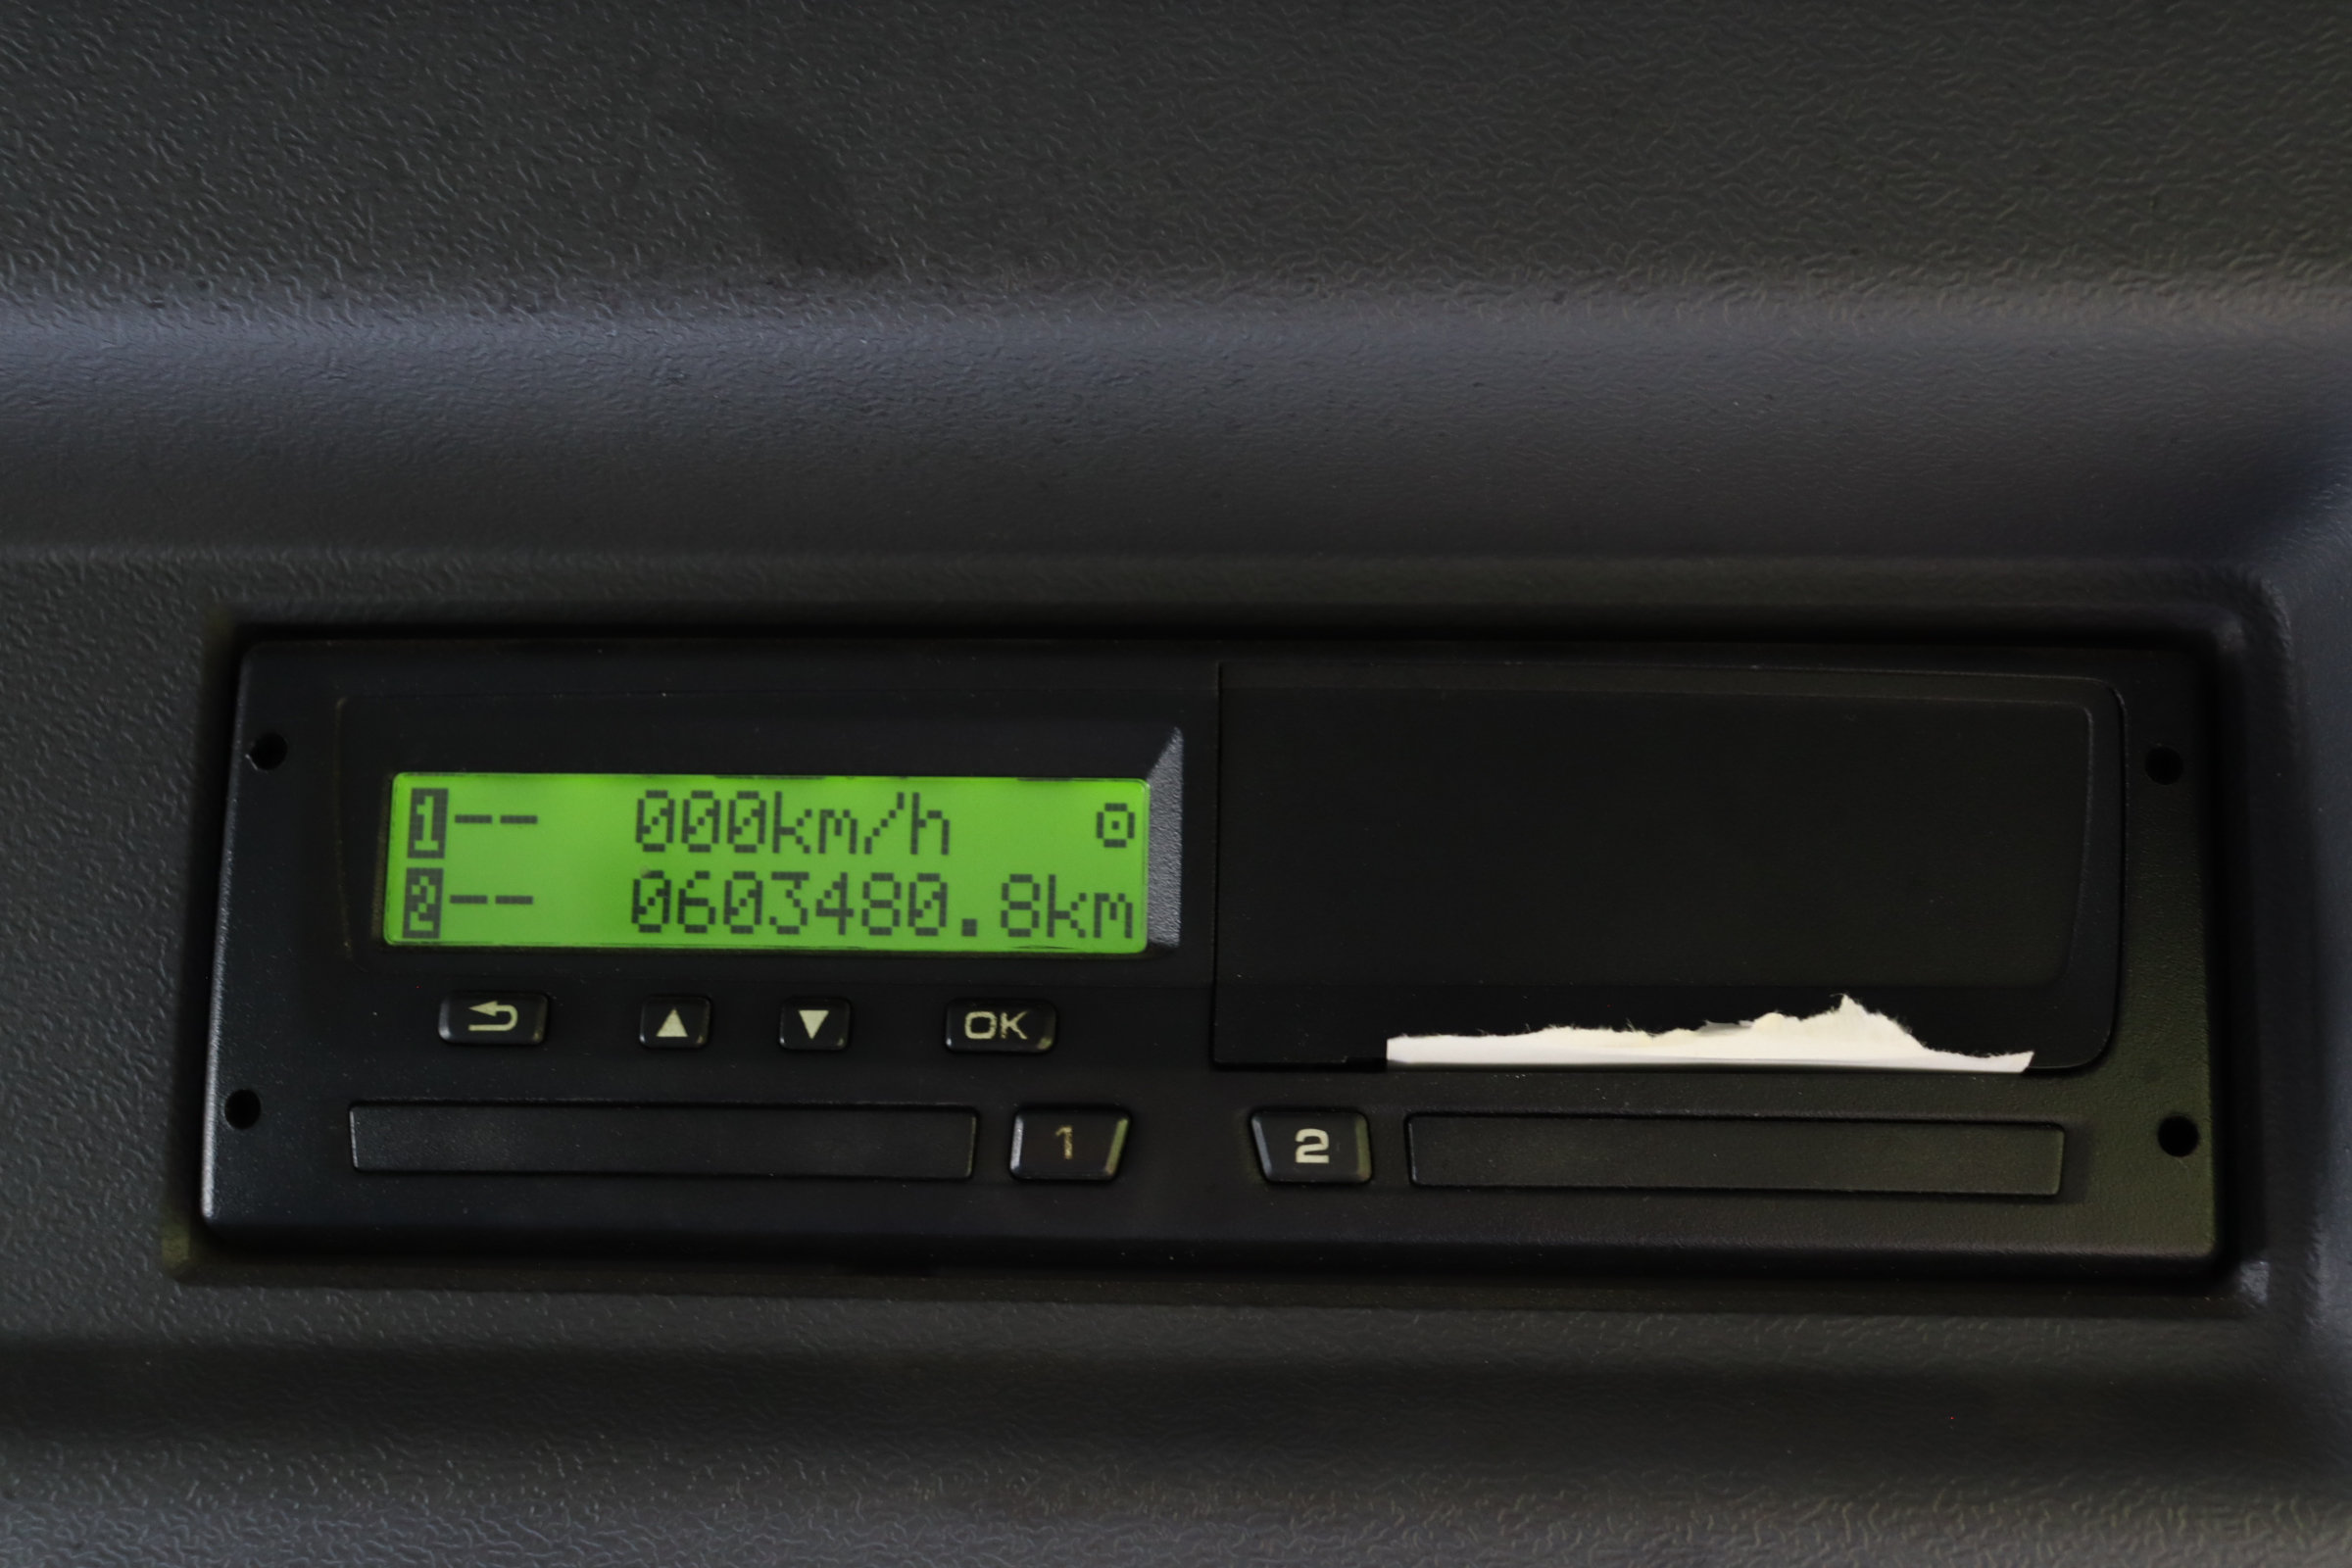 1-- 000km/h ⊙
2-- 0603480.8km
▲ ▼ OK
1 2